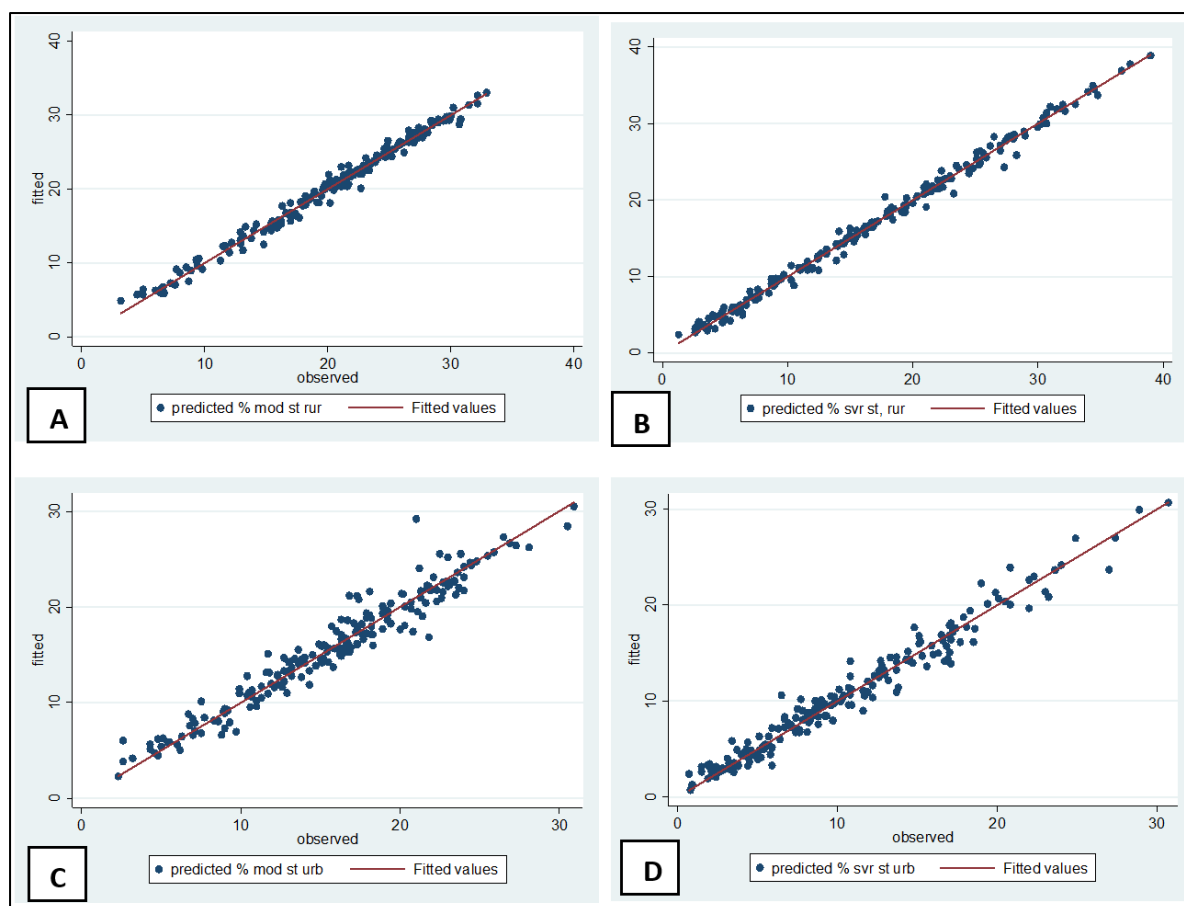 40
30
20
10
0
fitted
0 10 20 30 40
observed
predicted % mod st rur Fitted values
A
40
30
20
10
0
fitted
0 10 20 30 40
observed
predicted % svr st, rur Fitted values
B
30
20
10
0
fitted
0 10 20 30
observed
predicted % mod st urb Fitted values
C
30
20
10
0
fitted
0 10 20 30
observed
predicted % svr st urb Fitted values
D